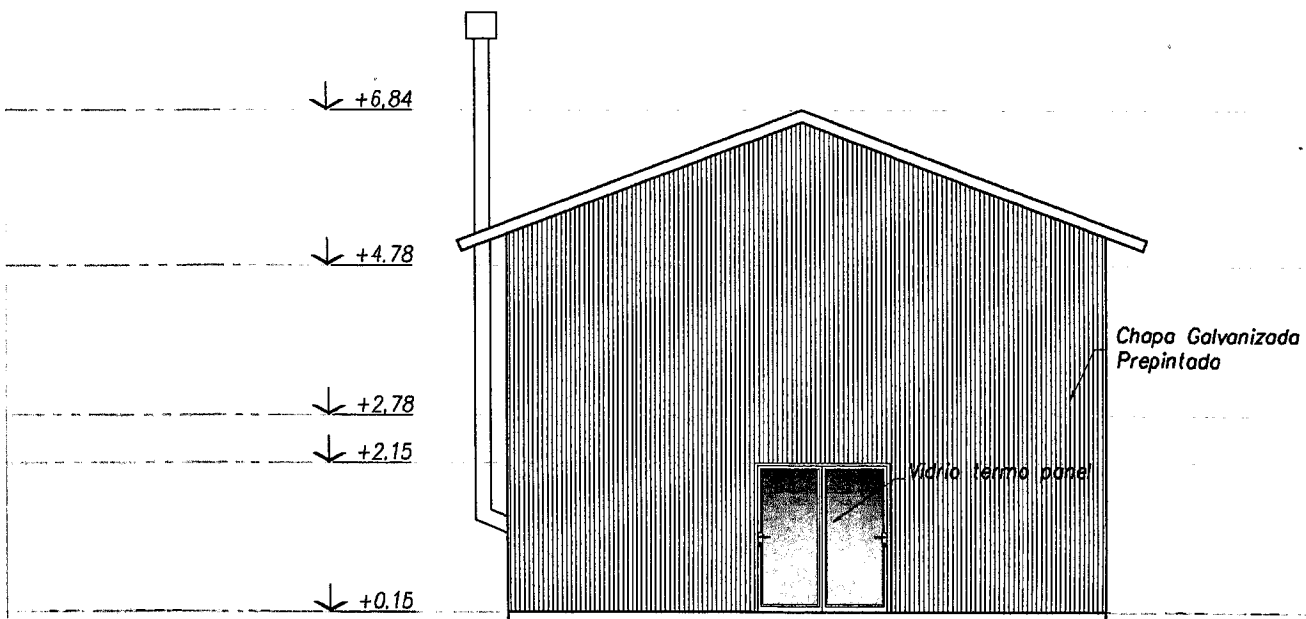 +6,84
+4.78
Chapa Galvanizada
Prepintada
+2,78
+2.15
Vidrio termo panel
+0.15